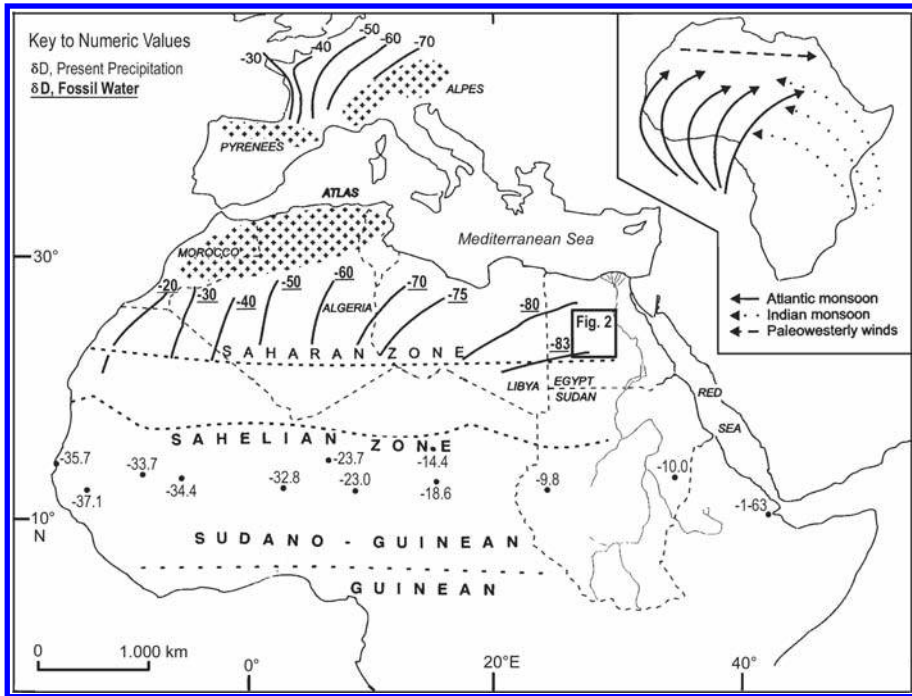 Key to Numeric Values
δD, Present Precipitation
δD, Fossil Water
-30
-40
-50
-60
-70
ALPES
PYRENEES
ATLAS
MOROCCO
Mediterranean Sea
30°
-20
-30
-40
-50
-60
-70
-75
-80
-83
ALGERIA
Fig. 2
SAHARAN ZONE
LIBYA
EGYPT
SUDAN
RED
SEA
SAHELIAN ZONE
-35.7
-33.7
-37.1
-34.4
-32.8
-23.7
-23.0
-14.4
-18.6
-9.8
-10.0
-1-63
10°
N
SUDANO - GUINEAN
GUINEAN
0
1.000 km
0°
20°E
40°
Atlantic monsoon
Indian monsoon
Paleowesterly winds